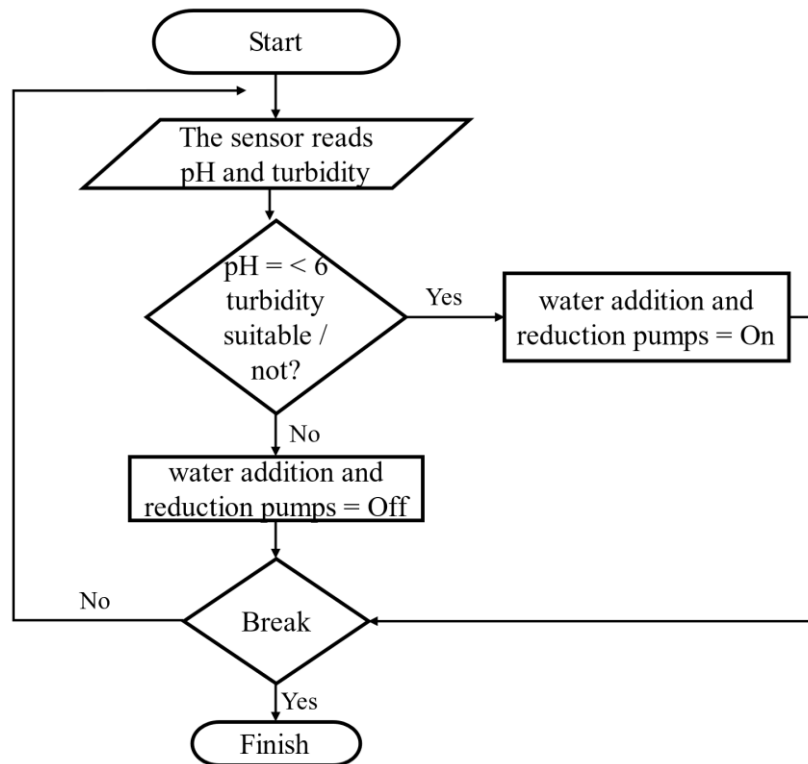 Start
The sensor reads
pH and turbidity
pH = < 6
turbidity
suitable /
not?
Yes
water addition and
reduction pumps = On
No
water addition and
reduction pumps = Off
No
Break
Yes
Finish